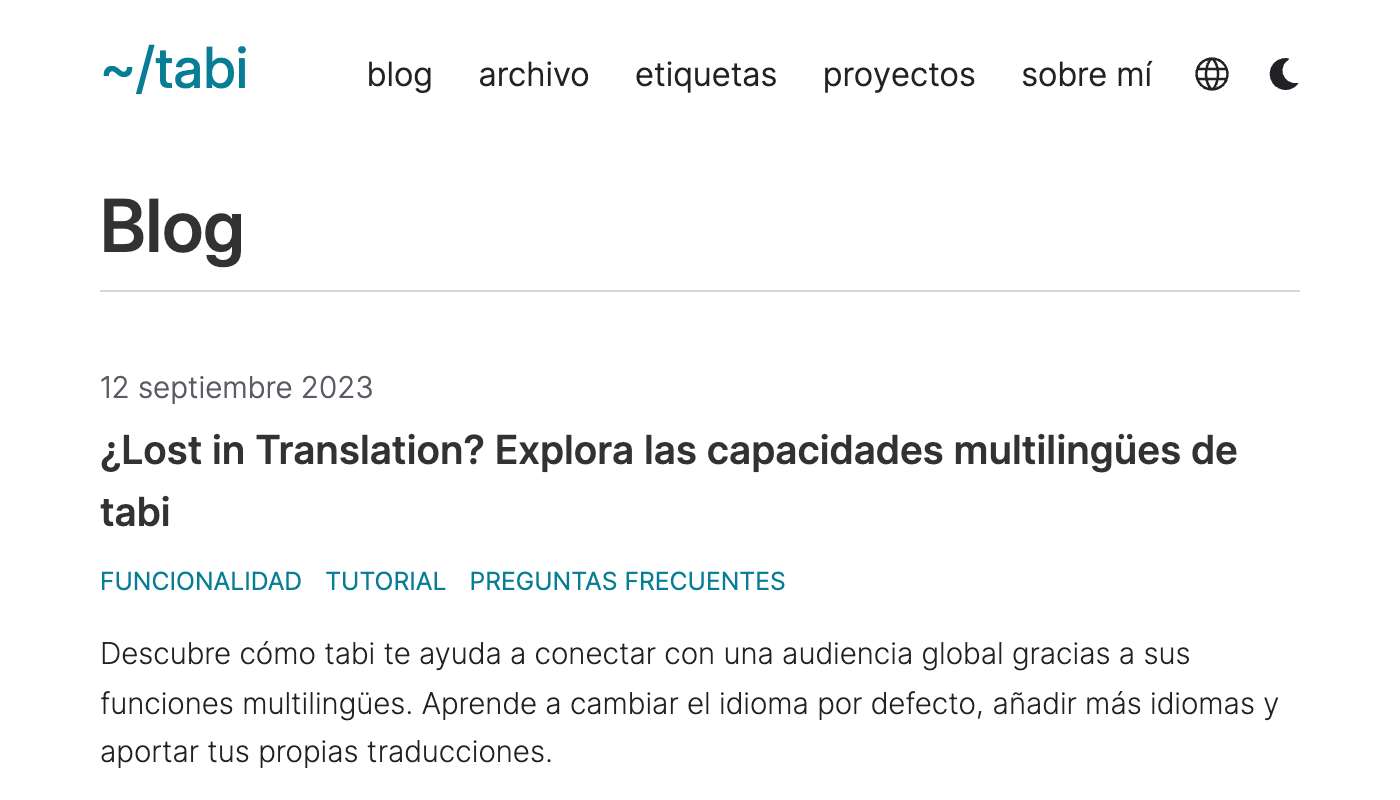 ~/tabi
blog archivo etiquetas proyectos sobre mí
Blog
12 septiembre 2023
¿Lost in Translation? Explora las capacidades multilingües de
tabi
FUNCIONALIDAD TUTORIAL PREGUNTAS FRECUENTES
Descubre cómo tabi te ayuda a conectar con una audiencia global gracias a sus
funciones multilingües. Aprende a cambiar el idioma por defecto, añadir más idiomas y
aportar tus propias traducciones.